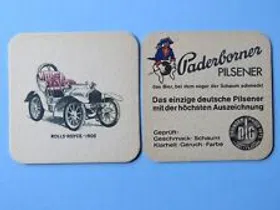 ROLLS-ROYCE - 1905
Paderborner
PILSENER
Das Bier, bei dem sogar der Schaum schmeckt
Das einzige deutsche Pilsener
mit der höchsten Auszeichnung
Geprüft:
Geschmack · Schaum
Klarheit · Geruch · Farbe
DLG